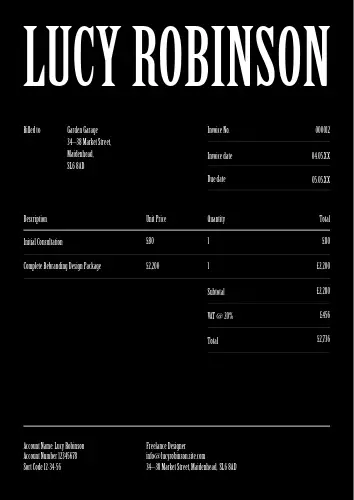 LUCY ROBINSON
Billed to Garden Garage Invoice No 000012
34—38 Market Street,
Maidenhead, Invoice date 04.05.XX
SL6 8AD
Due date 05.05.XX
Description Unit Price Quantity Total
Initial Consultation £80 1 £80
Complete Rebranding Design Package £2,200 1 £2,200
Subtotal £2,280
VAT @ 20% £456
Total £2,736
Account Name Lucy Robinson Freelance Designer
Account Number 12345678 info@lucyrobinson.site.com
Sort Code 12-34-56 34—38 Market Street, Maidenhead, SL6 8AD